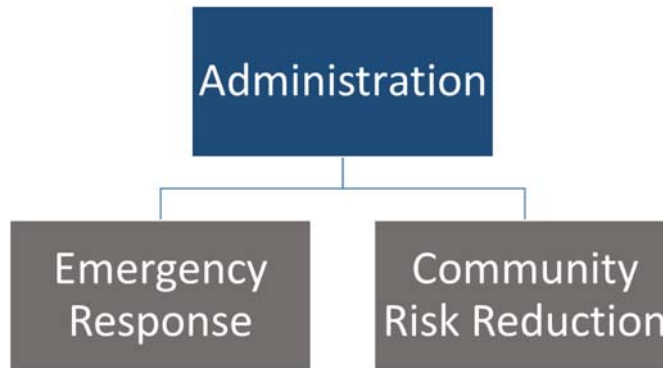 Administration
Emergency
Response
Community
Risk Reduction